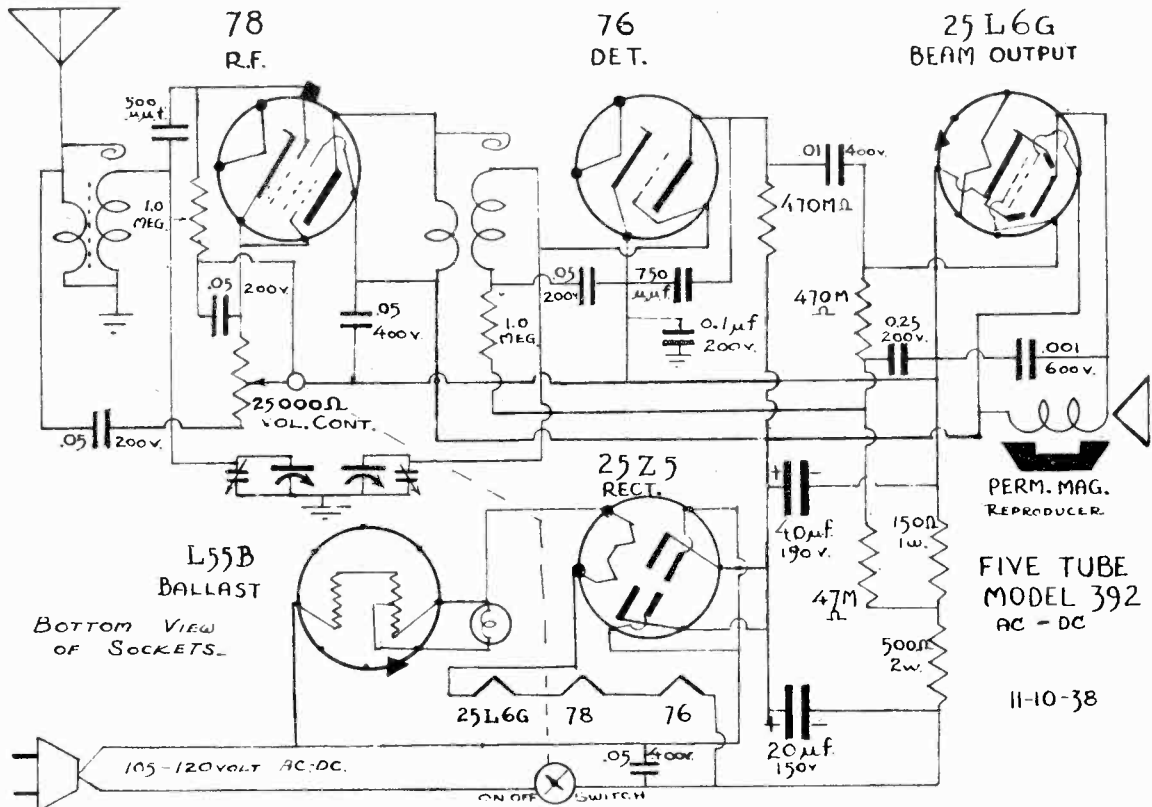 78
R.F.
76
DET.
25L6G
BEAM OUTPUT
500
µµf.
1.0
MEG.
.05
200v.
.05
400v.
1.0
MEG.
.05
200v
750
µµf.
0.1µf
200v.
470MΩ
.01
400v.
470M
Ω
0.25
200v.
.001
600v.
25000Ω
VOL. CONT.
.05
200v.
PERM. MAG.
REPRODUCER
25Z5
RECT.
+
-
40µf.
190v.
150Ω
1w.
47M
Ω
500Ω
2w.
L55B
BALLAST
BOTTOM VIEW
OF SOCKETS
FIVE TUBE
MODEL 392
AC - DC
11-10-38
25L6G
78
76
+
-
20µf.
150v
105-120 VOLT AC-DC.
.05
400v.
ON OFF SWITCH